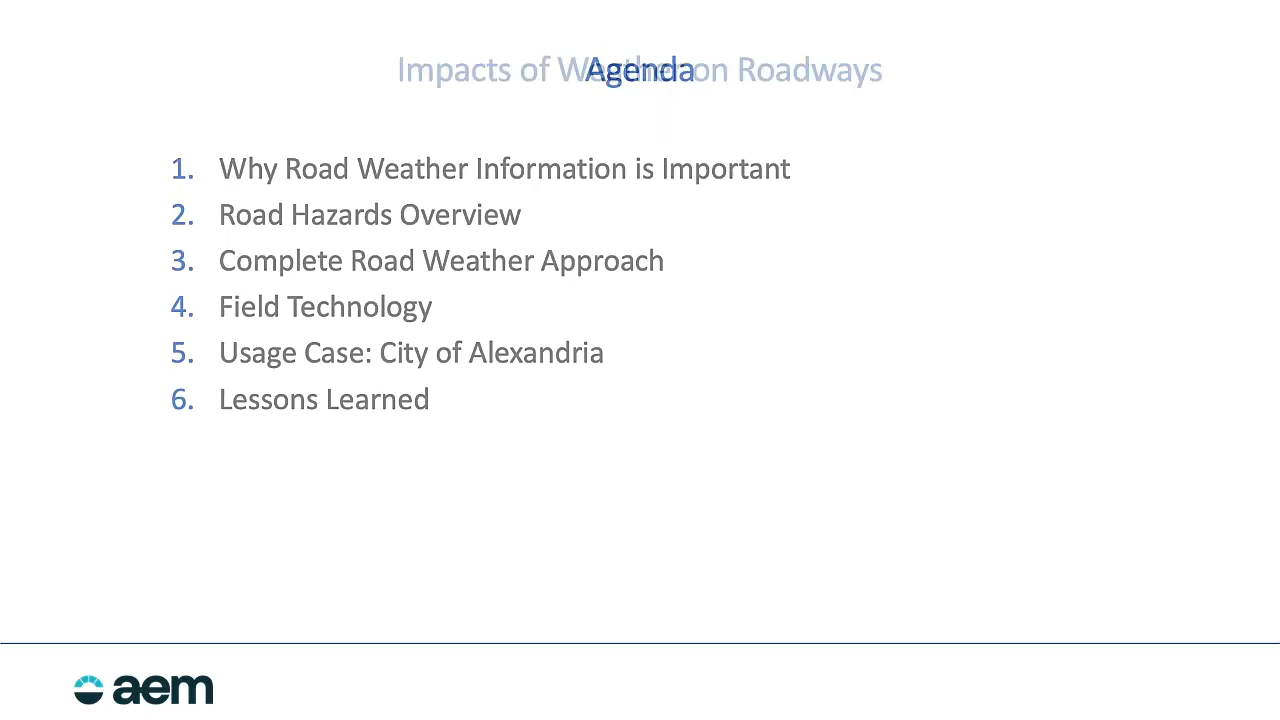 Impacts of Weather on Roadways
Agenda
1. Why Road Weather Information is Important
2. Road Hazards Overview
3. Complete Road Weather Approach
4. Field Technology
5. Usage Case: City of Alexandria
6. Lessons Learned
aem